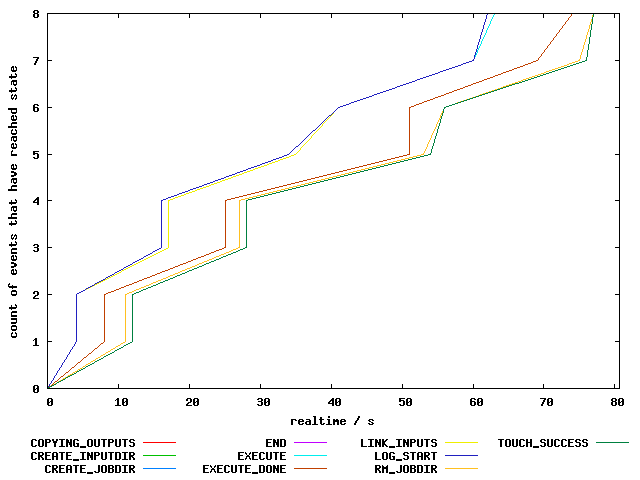 8
7
6
5
4
3
2
1
0
count of events that have reached state
0 10 20 30 40 50 60 70 80
realtime / s
COPYING_OUTPUTS END LINK_INPUTS TOUCH_SUCCESS
CREATE_INPUTDIR EXECUTE LOG_START
CREATE_JOBDIR EXECUTE_DONE RM_JOBDIR